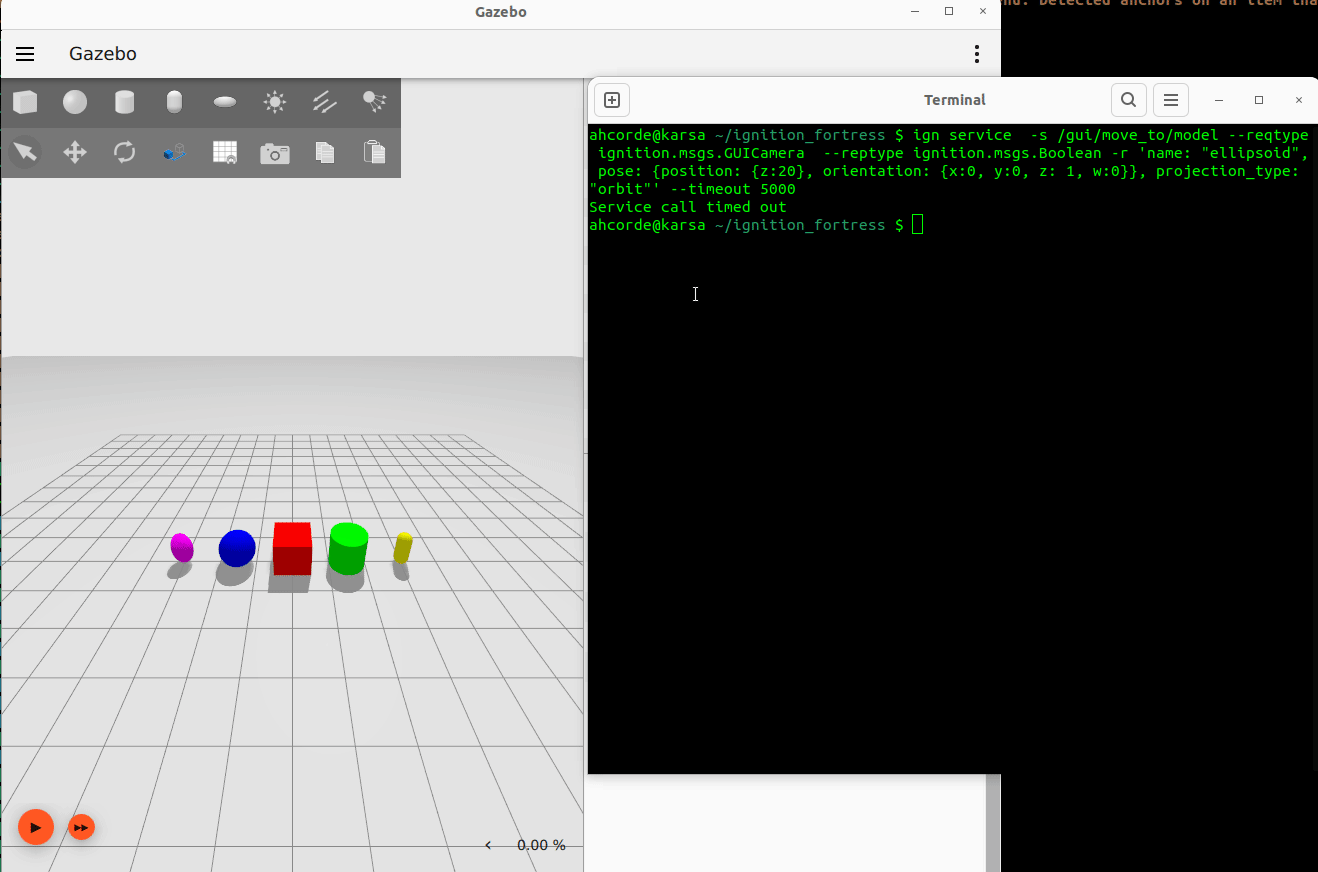 nd: Detected anchors on an item tha
Gazebo
Gazebo
Terminal
ahcorde@karsa ~/ignition_fortress $ ign service  -s /gui/move_to/model --reqtype
 ignition.msgs.GUICamera  --reptype ignition.msgs.Boolean -r 'name: "ellipsoid",
 pose: {position: {z:20}, orientation: {x:0, y:0, z: 1, w:0}}, projection_type:
"orbit"' --timeout 5000
Service call timed out
ahcorde@karsa ~/ignition_fortress $
0.00 %